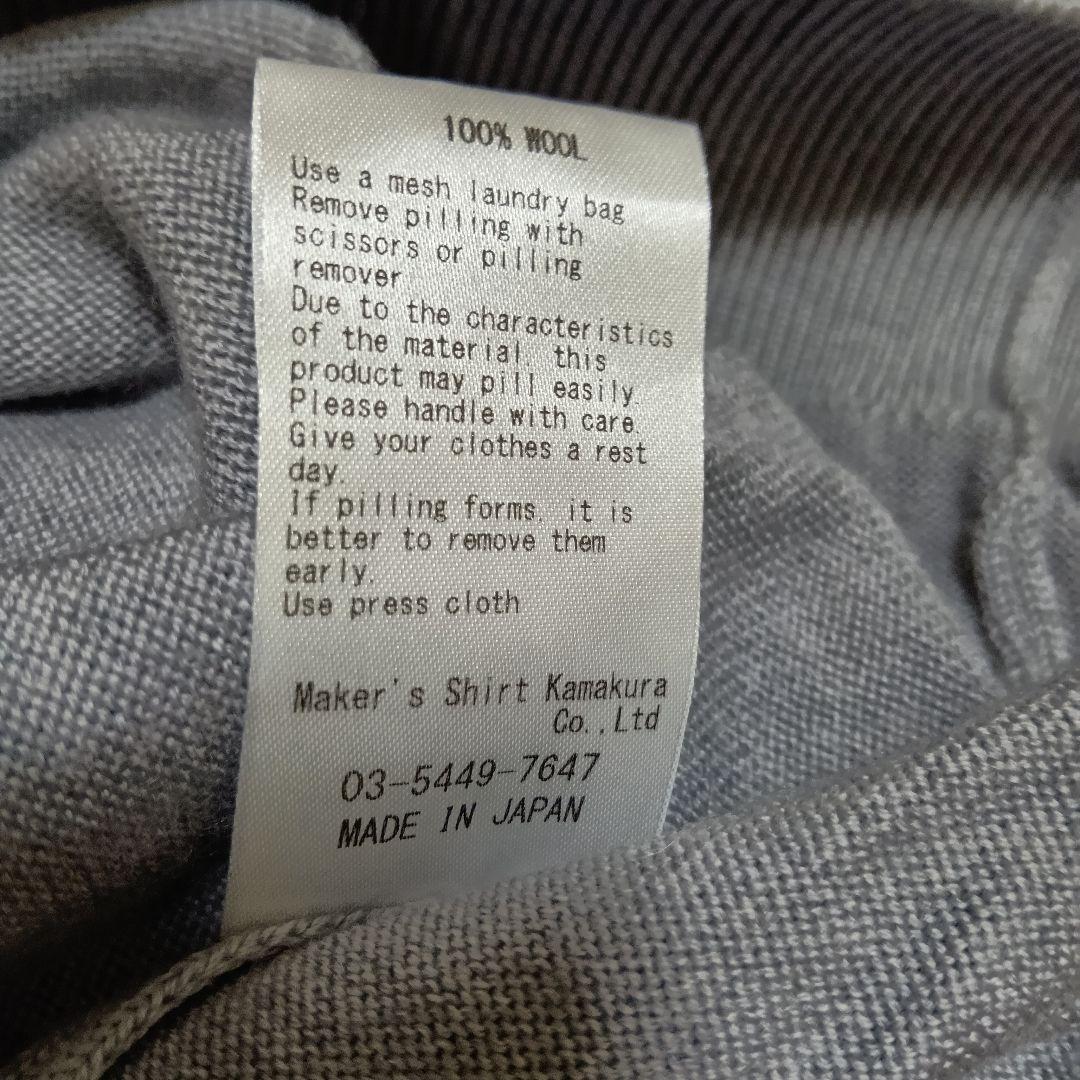 100% WOOL
Use a mesh laundry bag
Remove pilling with
scissors or pilling
remover.
Due to the characteristics
of the material, this
product may pill easily.
Please handle with care.
Give your clothes a rest
day.
If pilling forms, it is
better to remove them
early.
Use press cloth
Maker's Shirt Kamakura
Co.,Ltd
03-5449-7647
MADE IN JAPAN